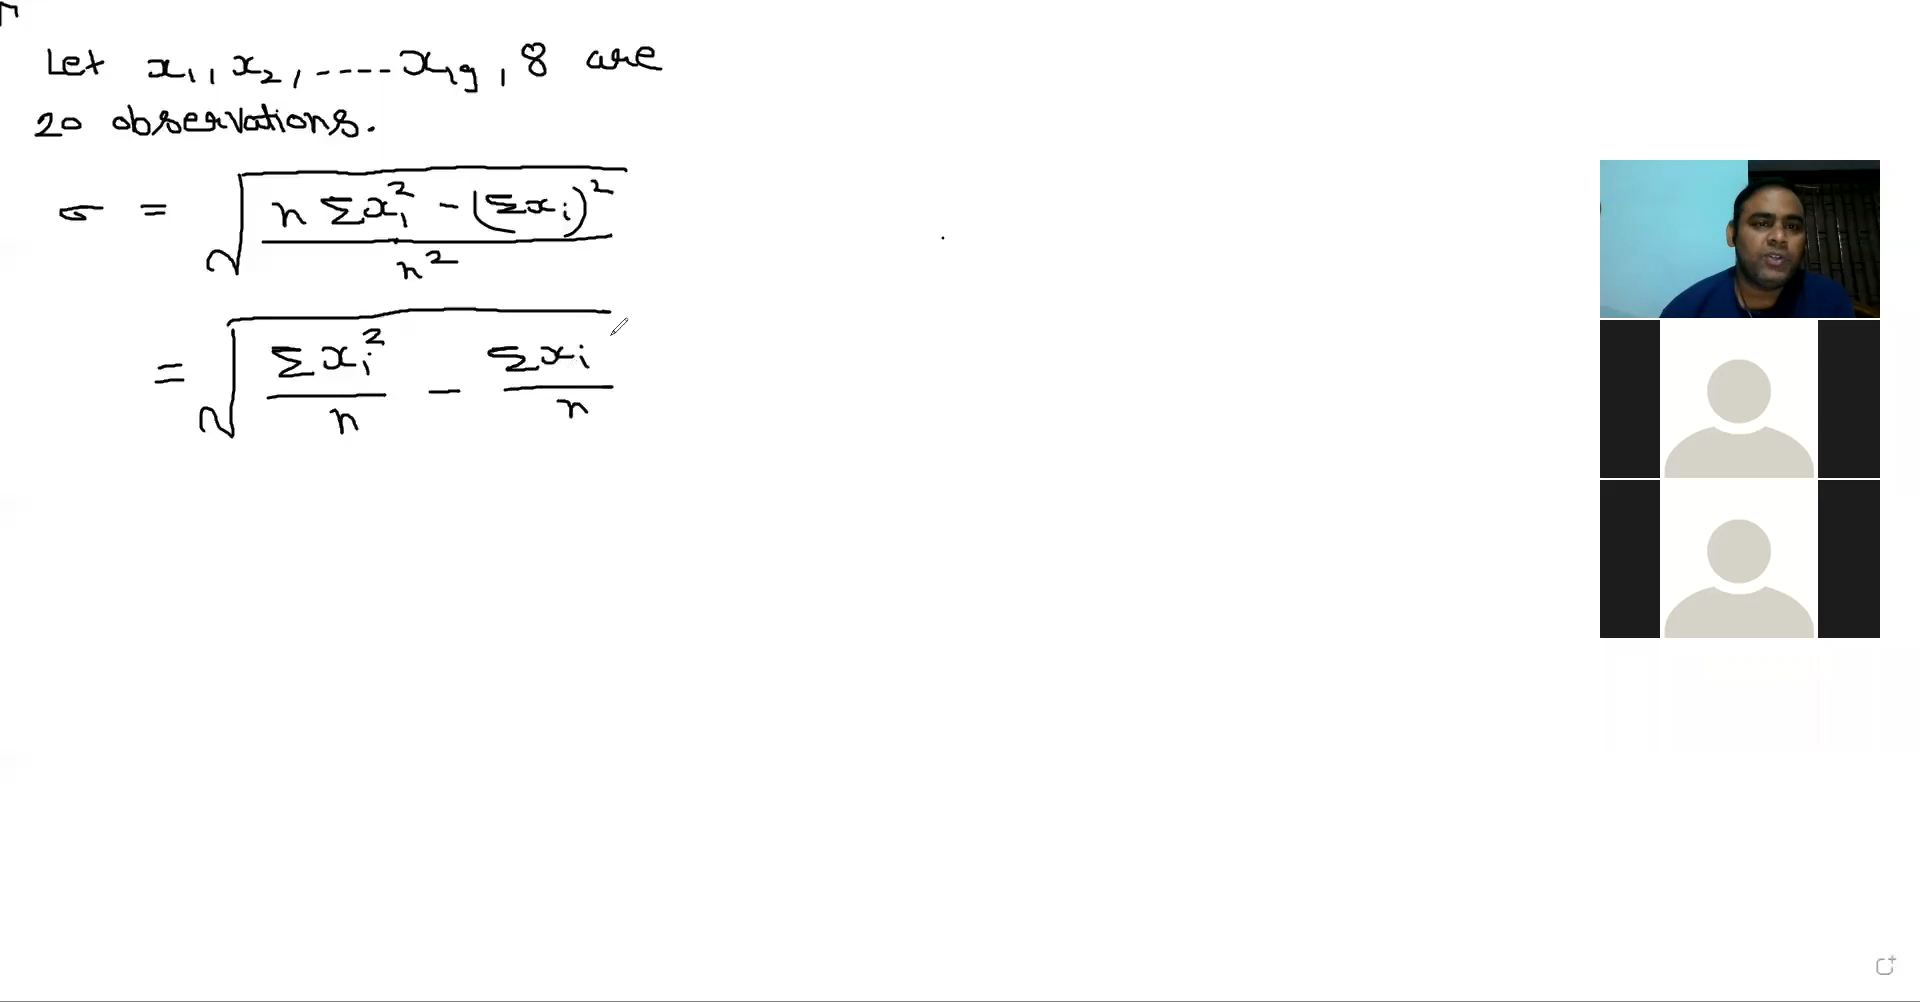 Let x₁, x₂, ----- x₁₉, 8 are
20 observations.
σ = √((n Σxᵢ² - (Σxᵢ)²) / n²)
= √(Σxᵢ² / n - Σxᵢ / n)